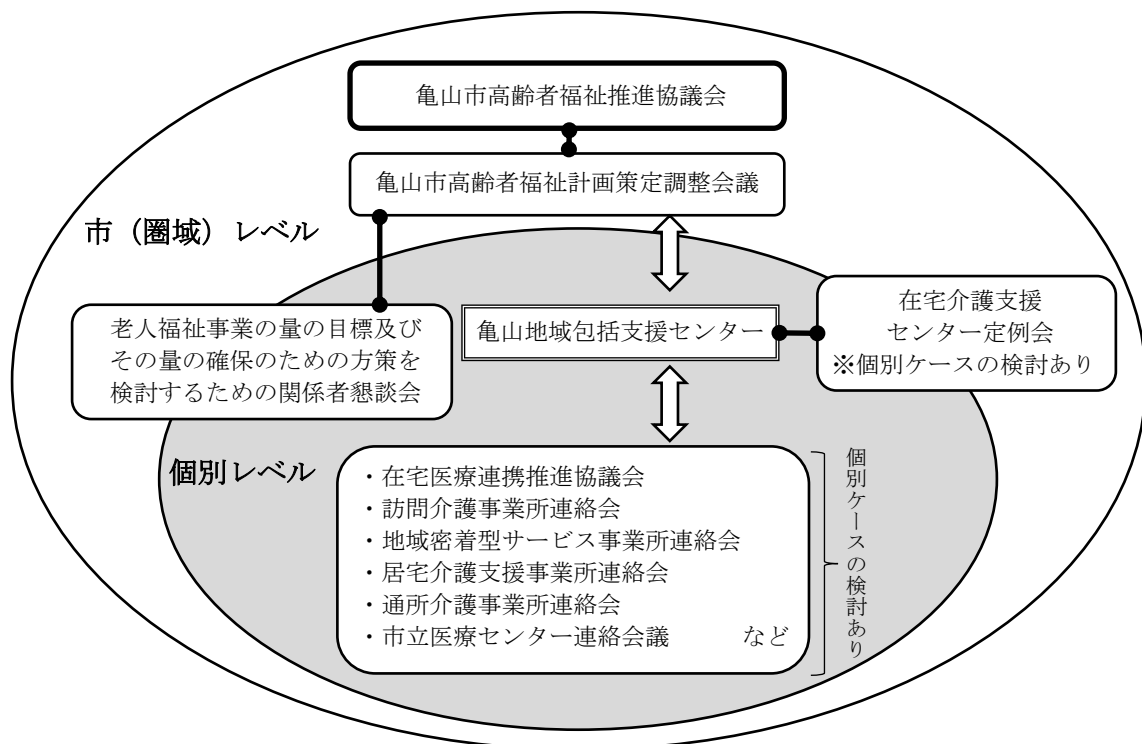 亀山市高齢者福祉推進協議会
亀山市高齢者福祉計画策定調整会議
市（圏域）レベル
老人福祉事業の量の目標及び
その量の確保のための方策を
検討するための関係者懇談会
亀山地域包括支援センター
在宅介護支援
センター定例会
※個別ケースの検討あり
個別レベル
・在宅医療連携推進協議会
・訪問介護事業所連絡会
・地域密着型サービス事業所連絡会
・居宅介護支援事業所連絡会
・通所介護事業所連絡会
・市立医療センター連絡会議　　など
個別ケースの検討あり